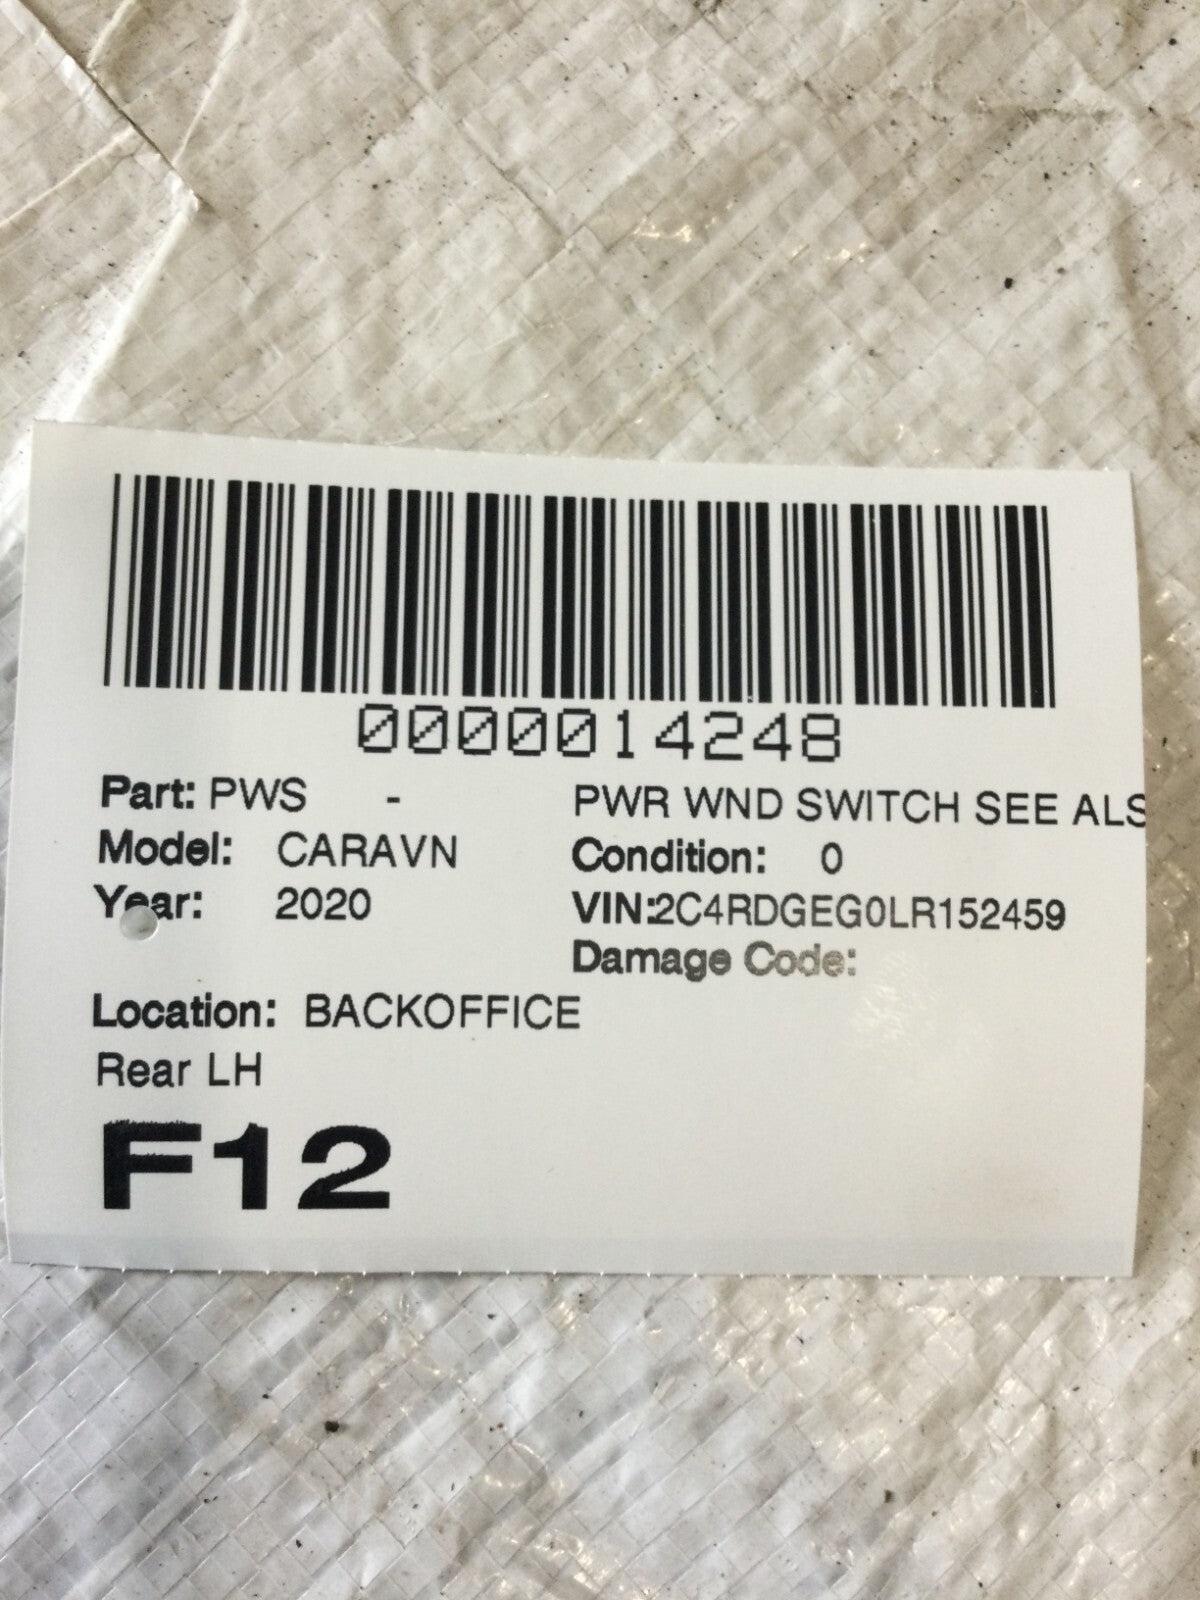 0000014248
Part: PWS - PWR WND SWITCH SEE ALS
Model: CARAVN Condition: 0
Year: 2020 VIN:2C4RDGEG0LR152459
Damage Code:
Location: BACKOFFICE
Rear LH
F12